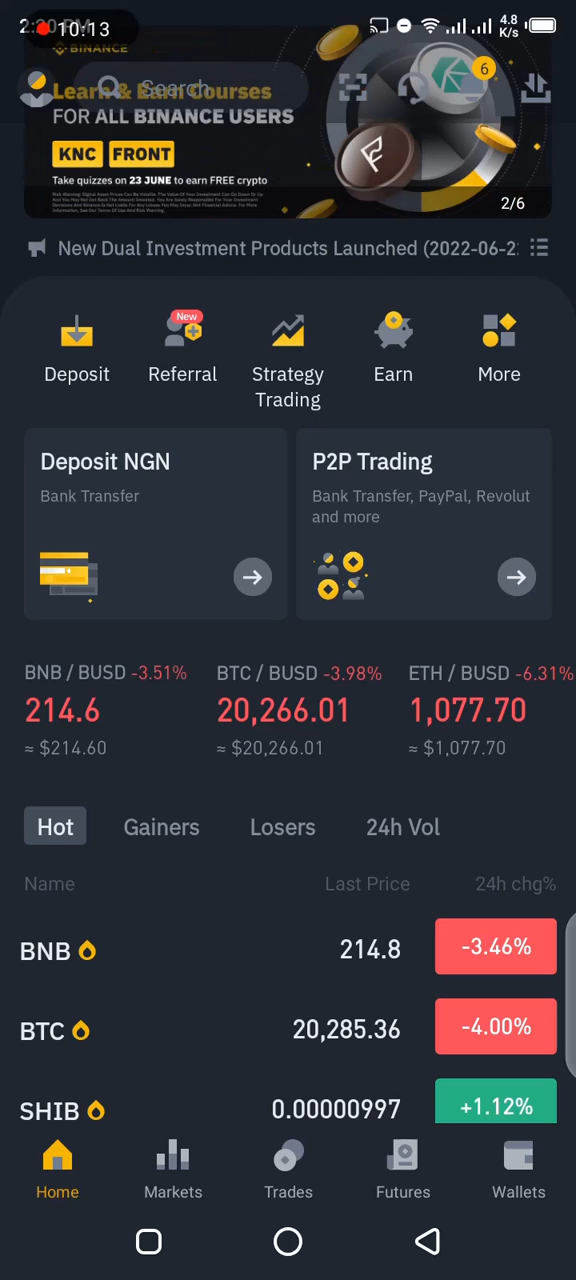 10:13
4.8
K/s
BINANCE
6
Learn & Earn Courses
Search
FOR ALL BINANCE USERS
KNC FRONT
Take quizzes on 23 JUNE to earn FREE crypto
2/6
New Dual Investment Products Launched (2022-06-2
New
Deposit Referral Strategy Trading Earn More
Deposit NGN
Bank Transfer
P2P Trading
Bank Transfer, PayPal, Revolut
and more
BNB / BUSD -3.51% BTC / BUSD -3.98% ETH / BUSD -6.31%
214.6 20,266.01 1,077.70
≈ $214.60 ≈ $20,266.01 ≈ $1,077.70
Hot Gainers Losers 24h Vol
Name Last Price 24h chg%
BNB 214.8 -3.46%
BTC 20,285.36 -4.00%
SHIB 0.00000997 +1.12%
Home Markets Trades Futures Wallets